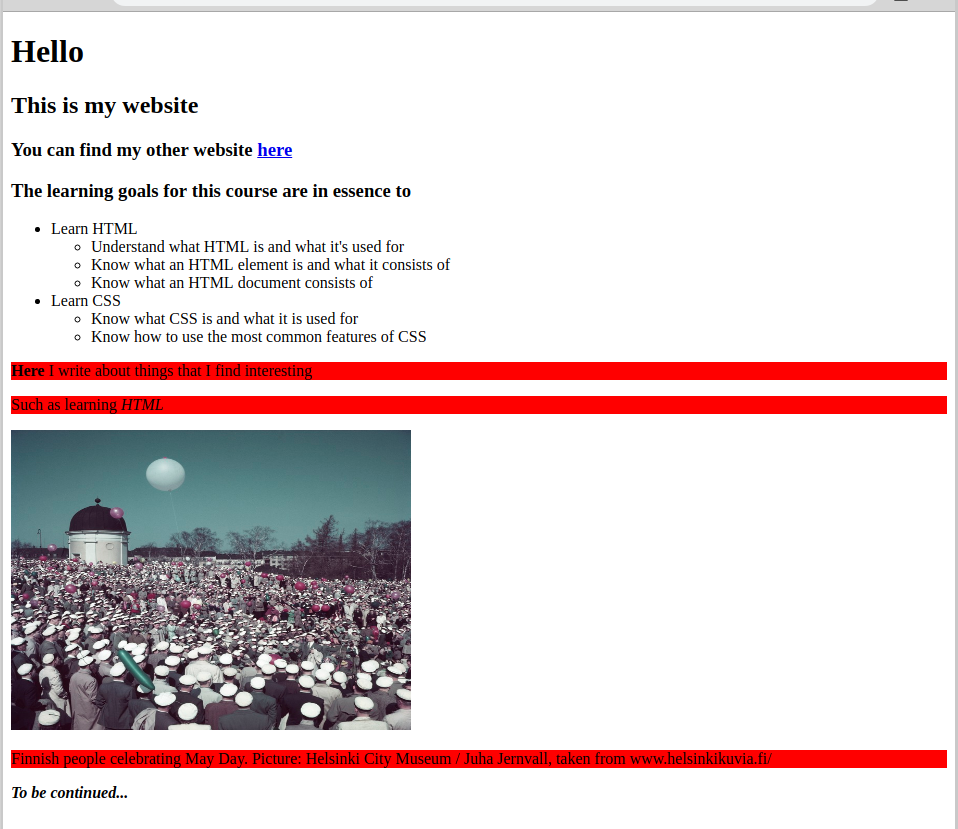 Hello
This is my website
You can find my other website here
The learning goals for this course are in essence to
Learn HTML
Understand what HTML is and what it's used for
Know what an HTML element is and what it consists of
Know what an HTML document consists of
Learn CSS
Know what CSS is and what it is used for
Know how to use the most common features of CSS
Here I write about things that I find interesting
Such as learning HTML
Finnish people celebrating May Day. Picture: Helsinki City Museum / Juha Jernvall, taken from www.helsinkikuvia.fi/
To be continued...